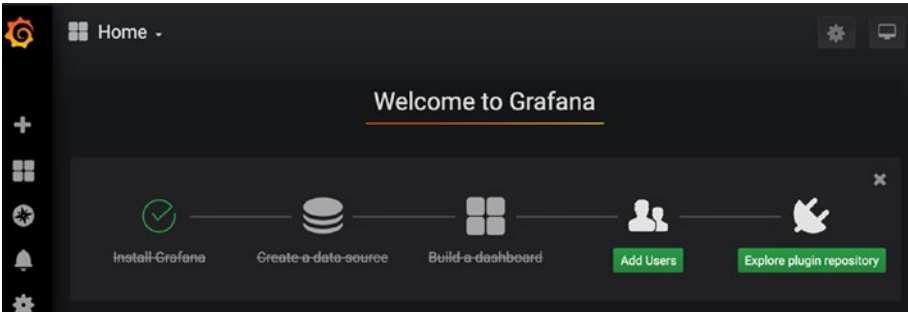 Home
Welcome to Grafana
Install Grafana
Create a data source
Build a dashboard
Add Users
Explore plugin repository